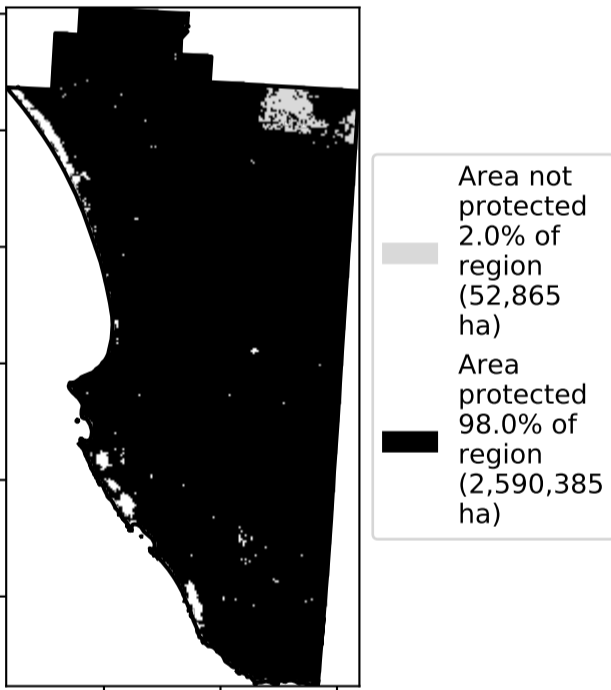 Area not
protected
2.0% of
region
(52,865
ha)
Area
protected
98.0% of
region
(2,590,385
ha)